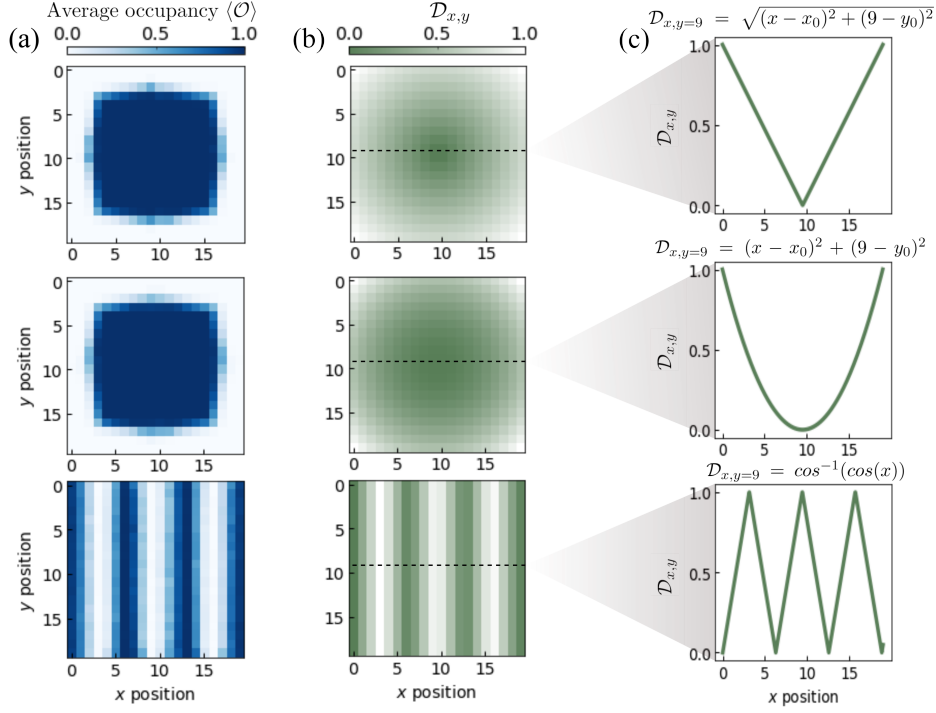 (a)
Average occupancy ⟨𝒪⟩
0.0 0.5 1.0
(b)
𝒟x,y
0.0 0.5 1.0
(c)
𝒟x,y=9 = √(x − x0)² + (9 − y0)²
0
5
10
15
y position
0 5 10 15
0
5
10
15
0 5 10 15
1.0
0.5
0.0
𝒟x,y
0 5 10 15
𝒟x,y=9 = (x − x0)² + (9 − y0)²
0
5
10
15
y position
0 5 10 15
0
5
10
15
0 5 10 15
1.0
0.5
0.0
𝒟x,y
0 5 10 15
𝒟x,y=9 = cos⁻¹(cos(x))
0
5
10
15
y position
0 5 10 15
x position
0
5
10
15
0 5 10 15
x position
1.0
0.5
0.0
𝒟x,y
0 5 10 15
x position